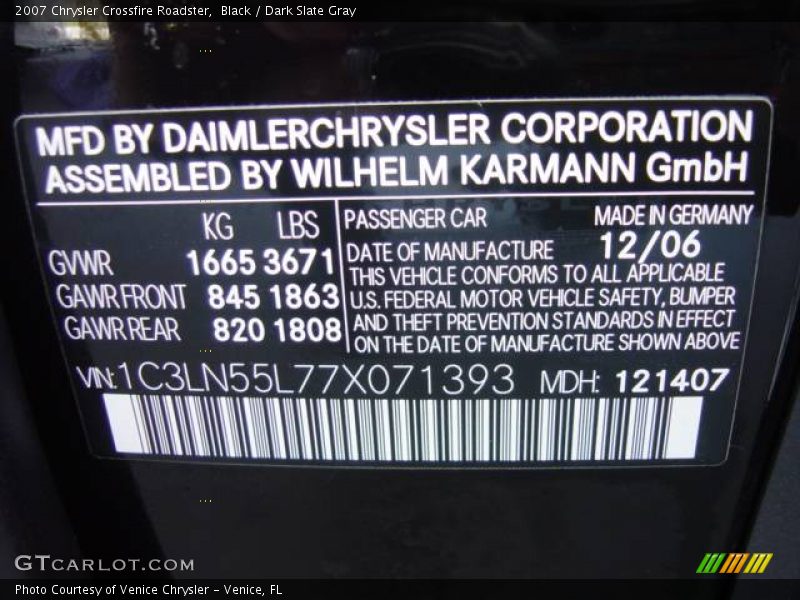 2007 Chrysler Crossfire Roadster,  Black / Dark Slate Gray
MFD BY DAIMLERCHRYSLER CORPORATION
ASSEMBLED BY WILHELM KARMANN GmbH
KG LBS
GVWR 1665 3671
GAWR FRONT 845 1863
GAWR REAR 820 1808
PASSENGER CAR MADE IN GERMANY
DATE OF MANUFACTURE 12/06
THIS VEHICLE CONFORMS TO ALL APPLICABLE
U.S. FEDERAL MOTOR VEHICLE SAFETY, BUMPER
AND THEFT PREVENTION STANDARDS IN EFFECT
ON THE DATE OF MANUFACTURE SHOWN ABOVE
VIN: 1C3LN55L77X071393 MDH: 121407
GTCARLOT.COM
Photo Courtesy of Venice Chrysler - Venice, FL